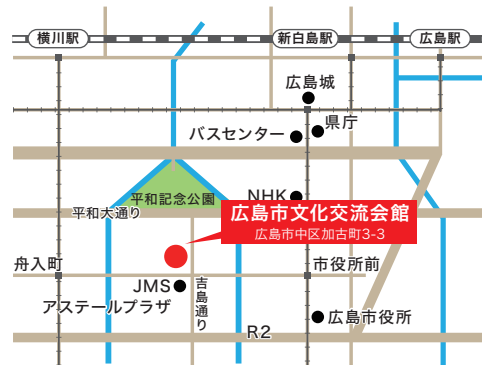 横川駅
新白島駅
広島駅
広島城
県庁
バスセンター
NHK
平和記念公園
平和大通り
広島市文化交流会館
広島市中区加古町3-3
舟入町
市役所前
JMS
アステールプラザ
吉島通り
広島市役所
R2